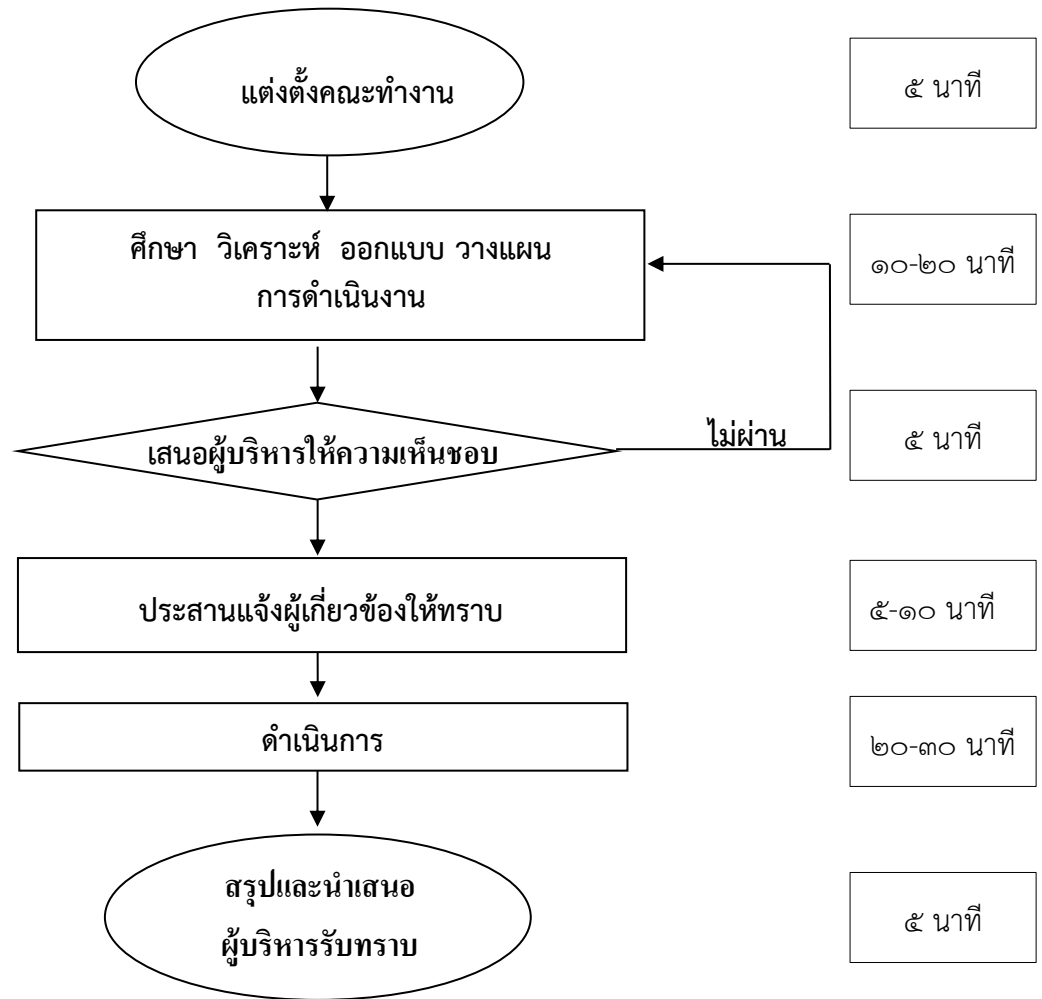 แต่งตั้งคณะทำงาน
๕ นาที
ศึกษา วิเคราะห์ ออกแบบ วางแผน
การดำเนินงาน
๑๐-๒๐ นาที
เสนอผู้บริหารให้ความเห็นชอบ
ไม่ผ่าน
๕ นาที
ประสานแจ้งผู้เกี่ยวข้องให้ทราบ
๕-๑๐ นาที
ดำเนินการ
๒๐-๓๐ นาที
สรุปและนำเสนอ
ผู้บริหารรับทราบ
๕ นาที